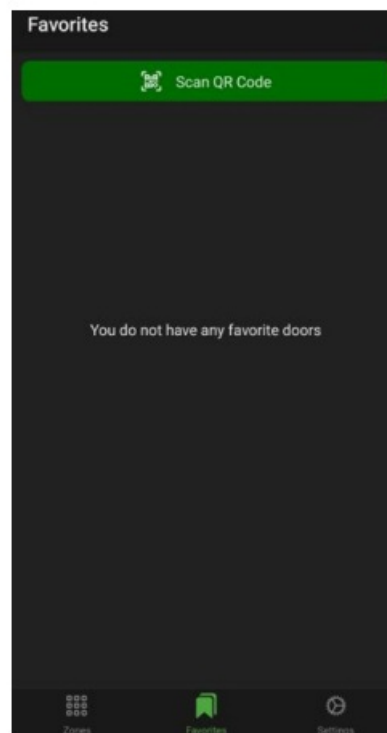 Favorites
Scan QR Code
You do not have any favorite doors
Zones
Favorites
Settings